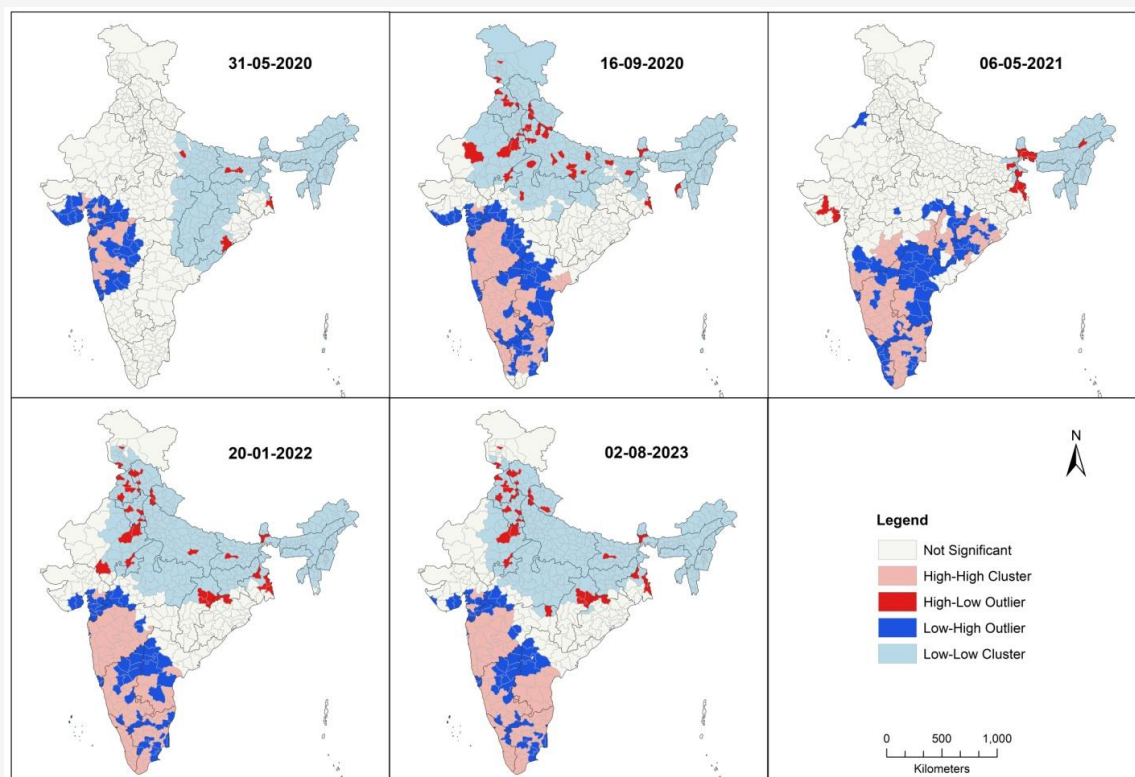 31-05-2020
16-09-2020
06-05-2021
20-01-2022
02-08-2023
N
Legend
Not Significant
High-High Cluster
High-Low Outlier
Low-High Outlier
Low-Low Cluster
0 500 1,000
Kilometers